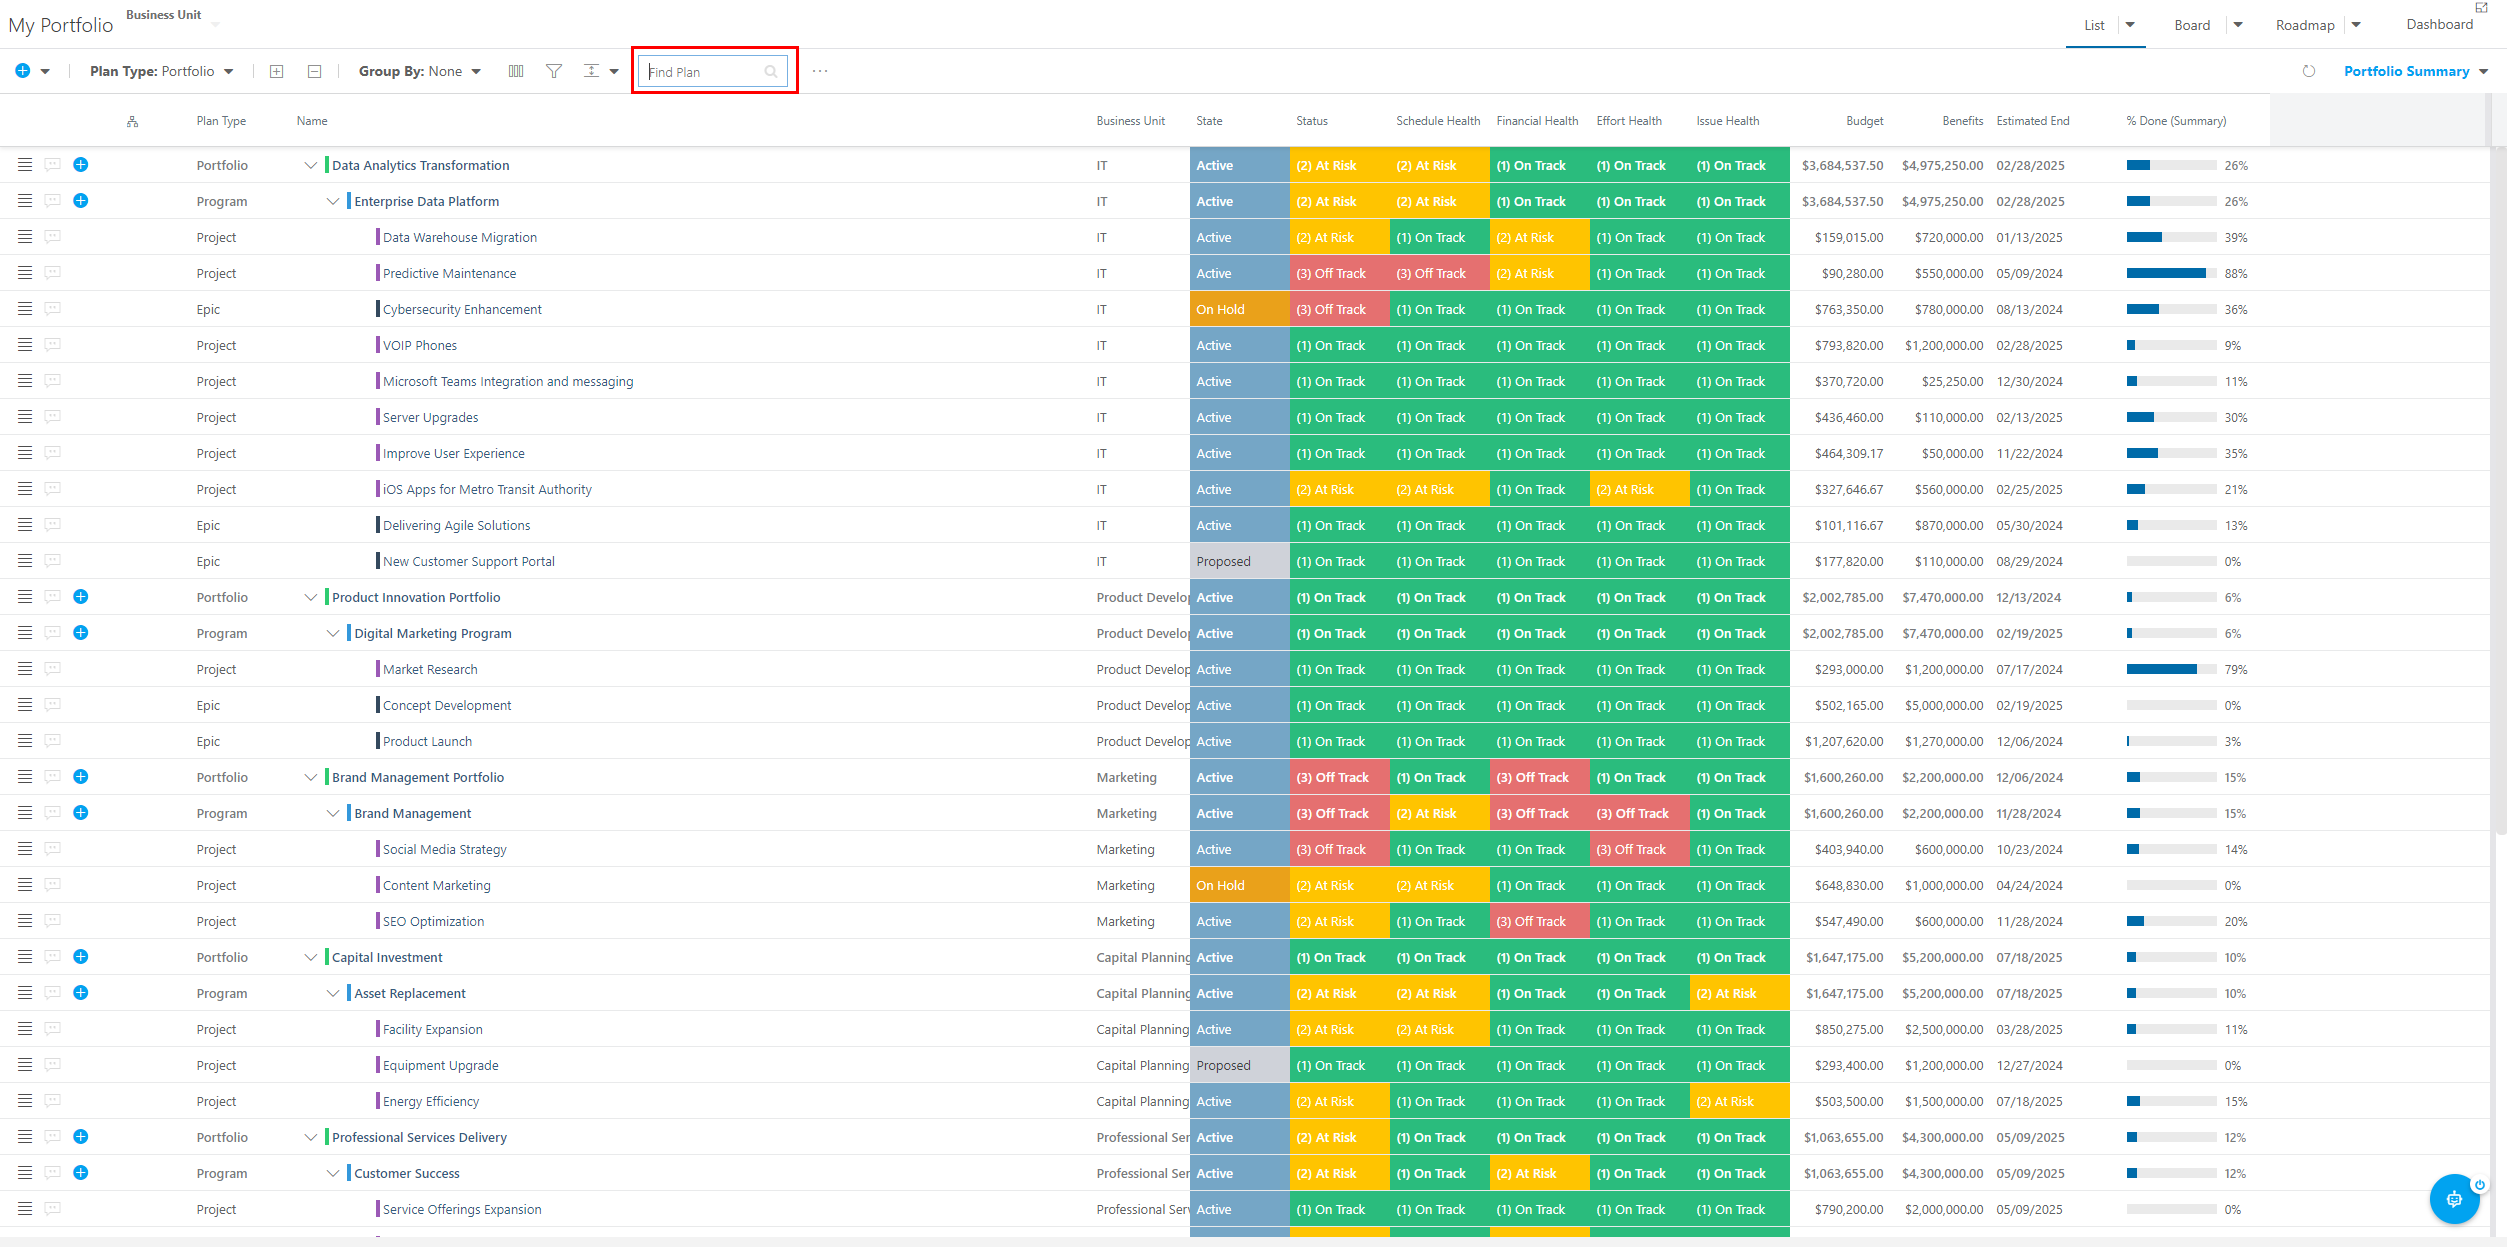 My Portfolio Business Unit List Board Roadmap Dashboard
Plan Type: Portfolio Group By: None Find Plan ... Portfolio Summary
Plan Type Name Business Unit State Status Schedule Health Financial Health Effort Health Issue Health Budget Benefits Estimated End % Done (Summary)
Portfolio Data Analytics Transformation IT Active (2) At Risk (2) At Risk (1) On Track (1) On Track (1) On Track $3,684,537.50 $4,975,250.00 02/28/2025 26%
Program Enterprise Data Platform IT Active (2) At Risk (2) At Risk (1) On Track (1) On Track (1) On Track $3,684,537.50 $4,975,250.00 02/28/2025 26%
Project Data Warehouse Migration IT Active (2) At Risk (1) On Track (2) At Risk (1) On Track (1) On Track $159,015.00 $720,000.00 01/13/2025 39%
Project Predictive Maintenance IT Active (3) Off Track (3) Off Track (2) At Risk (1) On Track (1) On Track $90,280.00 $550,000.00 05/09/2024 88%
Epic Cybersecurity Enhancement IT On Hold (3) Off Track (1) On Track (1) On Track (1) On Track (1) On Track $763,350.00 $780,000.00 08/13/2024 36%
Project VOIP Phones IT Active (1) On Track (1) On Track (1) On Track (1) On Track (1) On Track $793,820.00 $1,200,000.00 02/28/2025 9%
Project Microsoft Teams Integration and messaging IT Active (1) On Track (1) On Track (1) On Track (1) On Track (1) On Track $370,720.00 $25,250.00 12/30/2024 11%
Project Server Upgrades IT Active (1) On Track (1) On Track (1) On Track (1) On Track (1) On Track $436,460.00 $110,000.00 02/13/2025 30%
Project Improve User Experience IT Active (1) On Track (1) On Track (1) On Track (1) On Track (1) On Track $464,309.17 $50,000.00 11/22/2024 35%
Project iOS Apps for Metro Transit Authority IT Active (2) At Risk (2) At Risk (1) On Track (2) At Risk (1) On Track $327,646.67 $560,000.00 02/25/2025 21%
Epic Delivering Agile Solutions IT Active (1) On Track (1) On Track (1) On Track (1) On Track (1) On Track $101,116.67 $870,000.00 05/30/2024 13%
Epic New Customer Support Portal IT Proposed (1) On Track (1) On Track (1) On Track (1) On Track (1) On Track $177,820.00 $110,000.00 08/29/2024 0%
Portfolio Product Innovation Portfolio Product Develop Active (1) On Track (1) On Track (1) On Track (1) On Track (1) On Track $2,002,785.00 $7,470,000.00 12/13/2024 6%
Program Digital Marketing Program Product Develop Active (1) On Track (1) On Track (1) On Track (1) On Track (1) On Track $2,002,785.00 $7,470,000.00 02/19/2025 6%
Project Market Research Product Develop Active (1) On Track (1) On Track (1) On Track (1) On Track (1) On Track $293,000.00 $1,200,000.00 07/17/2024 79%
Epic Concept Development Product Develop Active (1) On Track (1) On Track (1) On Track (1) On Track (1) On Track $502,165.00 $5,000,000.00 02/19/2025 0%
Epic Product Launch Product Develop Active (1) On Track (1) On Track (1) On Track (1) On Track (1) On Track $1,207,620.00 $1,270,000.00 12/06/2024 3%
Portfolio Brand Management Portfolio Marketing Active (3) Off Track (1) On Track (3) Off Track (1) On Track (1) On Track $1,600,260.00 $2,200,000.00 12/06/2024 15%
Program Brand Management Marketing Active (3) Off Track (2) At Risk (3) Off Track (3) Off Track (1) On Track $1,600,260.00 $2,200,000.00 11/28/2024 15%
Project Social Media Strategy Marketing Active (3) Off Track (1) On Track (1) On Track (3) Off Track (1) On Track $403,940.00 $600,000.00 10/23/2024 14%
Project Content Marketing Marketing On Hold (2) At Risk (2) At Risk (1) On Track (1) On Track (1) On Track $648,830.00 $1,000,000.00 04/24/2024 0%
Project SEO Optimization Marketing Active (2) At Risk (1) On Track (3) Off Track (1) On Track (1) On Track $547,490.00 $600,000.00 11/28/2024 20%
Portfolio Capital Investment Capital Planning Active (1) On Track (1) On Track (1) On Track (1) On Track (1) On Track $1,647,175.00 $5,200,000.00 07/18/2025 10%
Program Asset Replacement Capital Planning Active (2) At Risk (2) At Risk (1) On Track (1) On Track (2) At Risk $1,647,175.00 $5,200,000.00 07/18/2025 10%
Project Facility Expansion Capital Planning Active (2) At Risk (2) At Risk (1) On Track (1) On Track (1) On Track $850,275.00 $2,500,000.00 03/28/2025 11%
Project Equipment Upgrade Capital Planning Proposed (1) On Track (1) On Track (1) On Track (1) On Track (1) On Track $293,400.00 $1,200,000.00 12/27/2024 0%
Project Energy Efficiency Capital Planning Active (2) At Risk (1) On Track (1) On Track (1) On Track (2) At Risk $503,500.00 $1,500,000.00 07/18/2025 15%
Portfolio Professional Services Delivery Professional Ser Active (2) At Risk (1) On Track (1) On Track (1) On Track (1) On Track $1,063,655.00 $4,300,000.00 05/09/2025 12%
Program Customer Success Professional Ser Active (2) At Risk (1) On Track (2) At Risk (1) On Track (1) On Track $1,063,655.00 $4,300,000.00 05/09/2025 12%
Project Service Offerings Expansion Professional Serv Active (1) On Track (1) On Track (1) On Track (1) On Track (1) On Track $790,200.00 $2,000,000.00 05/09/2025 0%